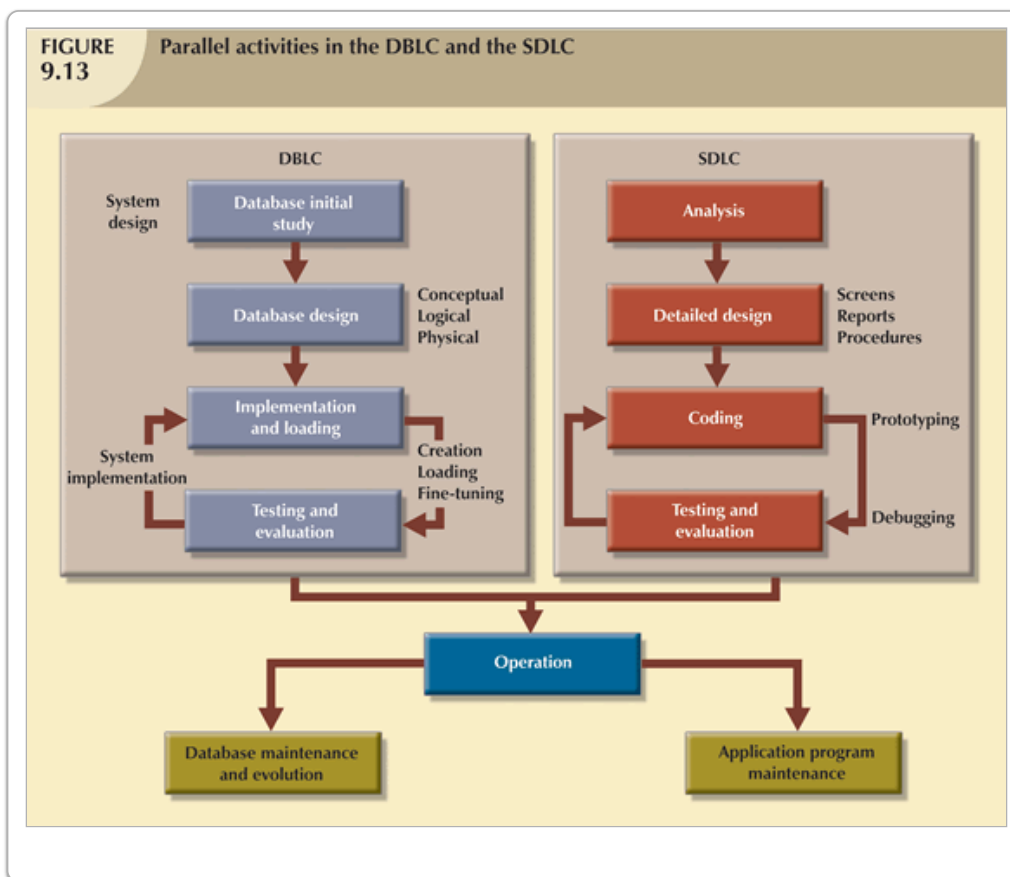 FIGURE
9.13
Parallel activities in the DBLC and the SDLC
DBLC
System
design
Database initial
study
Database design
Conceptual
Logical
Physical
Implementation
and loading
System
implementation
Creation
Loading
Fine-tuning
Testing and
evaluation
SDLC
Analysis
Detailed design
Screens
Reports
Procedures
Coding
Prototyping
Testing and
evaluation
Debugging
Operation
Database maintenance
and evolution
Application program
maintenance